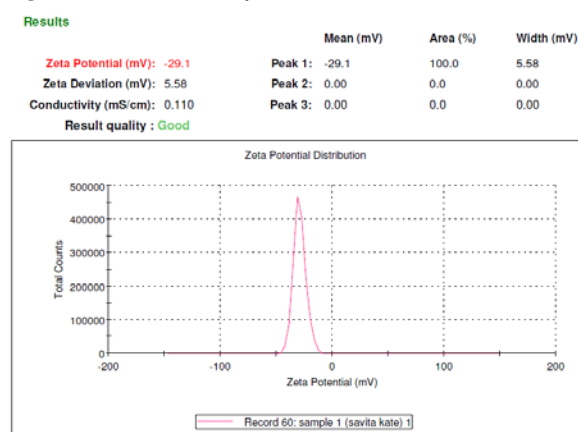 Results
Mean (mV) Area (%) Width (mV)
Zeta Potential (mV): -29.1 Peak 1: -29.1 100.0 5.58
Zeta Deviation (mV): 5.58 Peak 2: 0.00 0.0 0.00
Conductivity (mS/cm): 0.110 Peak 3: 0.00 0.0 0.00
Result quality : Good
Zeta Potential Distribution
500000
400000
300000
200000
100000
0
Total Counts
-200 -100 0 100 200
Zeta Potential (mV)
Record 60: sample 1 (savita kate) 1